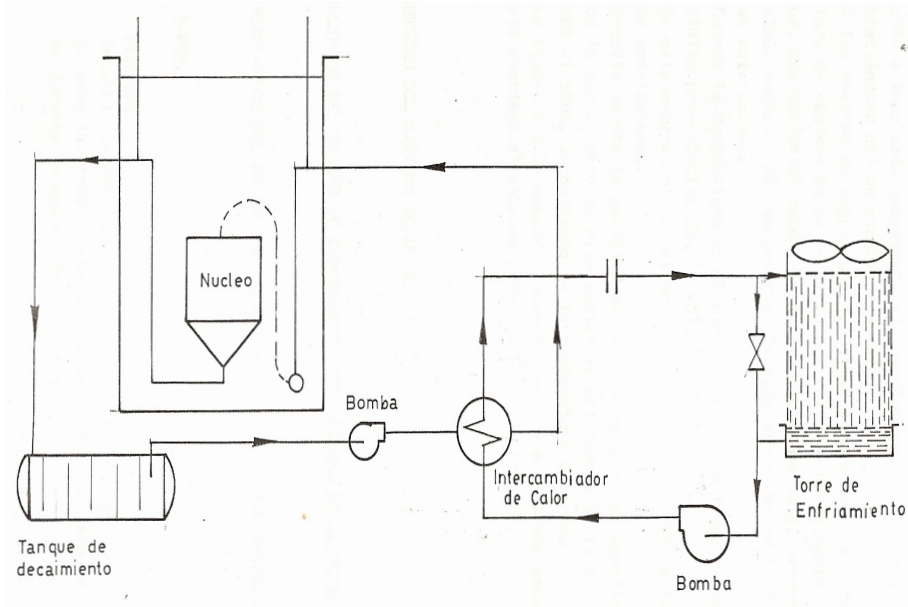 Nucleo
Bomba
Intercambiador
de Calor
Torre de
Enfriamiento
Tanque de
decaimiento
Bomba